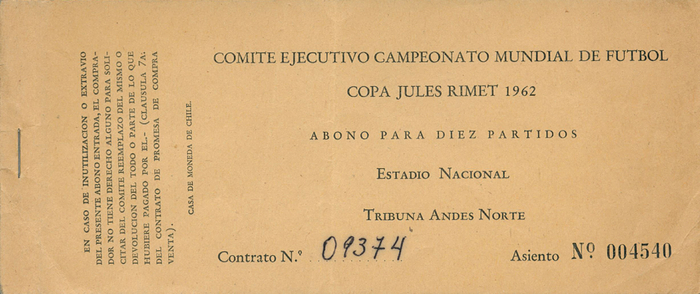 EN CASO DE INUTILIZACION O EXTRAVIO
DEL PRESENTE ABONO ENTRADA, EL COMPRA-
DOR NO TIENE DERECHO ALGUNO PARA SOLI-
CITAR DEL COMITE REEMPLAZO DEL MISMO O
DEVOLUCION DEL TODO O PARTE DE LO QUE
HUBIERE PAGADO POR EL.- (CLAUSULA 7A.
DEL CONTRATO DE PROMESA DE COMPRA
VENTA).
CASA DE MONEDA DE CHILE.
COMITE EJECUTIVO CAMPEONATO MUNDIAL DE FUTBOL
COPA JULES RIMET 1962
ABONO PARA DIEZ PARTIDOS
ESTADIO NACIONAL
TRIBUNA ANDES NORTE
Contrato N.º 09374 Asiento Nº 004540